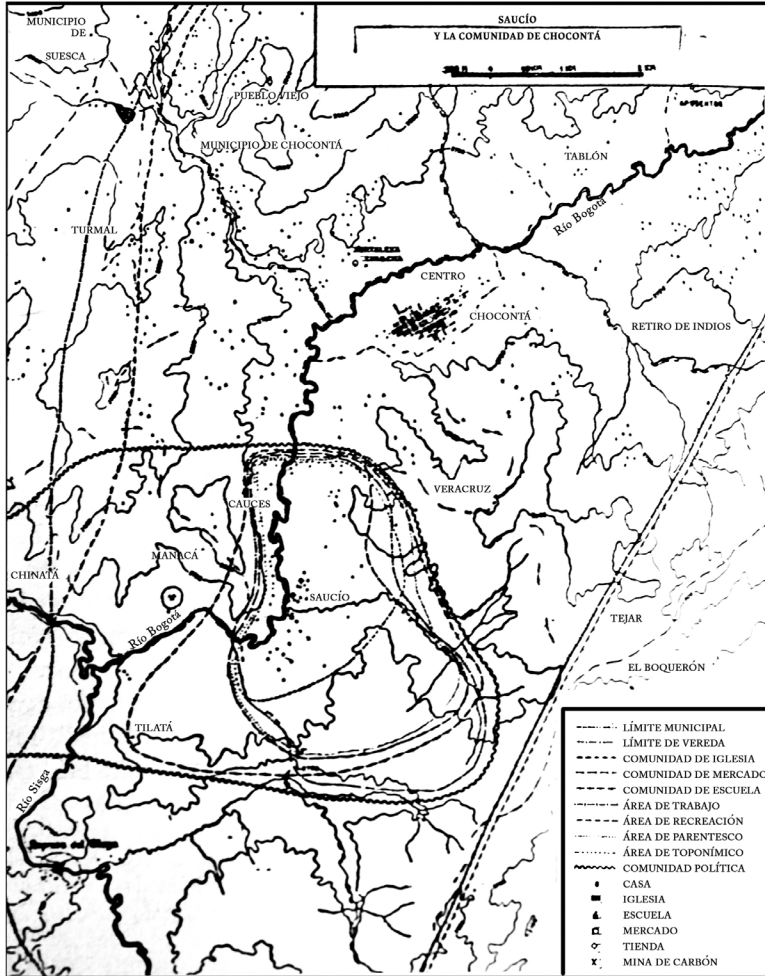 SAUCÍO
Y LA COMUNIDAD DE CHOCONTÁ
MUNICIPIO
DE
SUESCA
PUEBLO VIEJO
MUNICIPIO DE CHOCONTÁ
TABLÓN
TURMAL
Río Bogotá
CENTRO
CHOCONTÁ
RETIRO DE INDIOS
VERACRUZ
CAUCES
MANACÁ
CHINATÁ
SAUCÍO
Río Bogotá
TEJAR
EL BOQUERÓN
TILATÁ
Río Sisga
LÍMITE MUNICIPAL
LÍMITE DE VEREDA
COMUNIDAD DE IGLESIA
COMUNIDAD DE MERCADO
COMUNIDAD DE ESCUELA
ÁREA DE TRABAJO
ÁREA DE RECREACIÓN
ÁREA DE PARENTESCO
ÁREA DE TOPONÍMICO
COMUNIDAD POLÍTICA
CASA
IGLESIA
ESCUELA
MERCADO
TIENDA
MINA DE CARBÓN